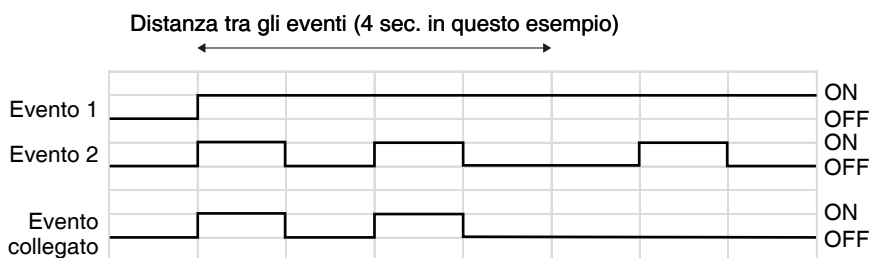 Distanza tra gli eventi (4 sec. in questo esempio)
Evento 1
ON
OFF
Evento 2
ON
OFF
Evento
collegato
ON
OFF